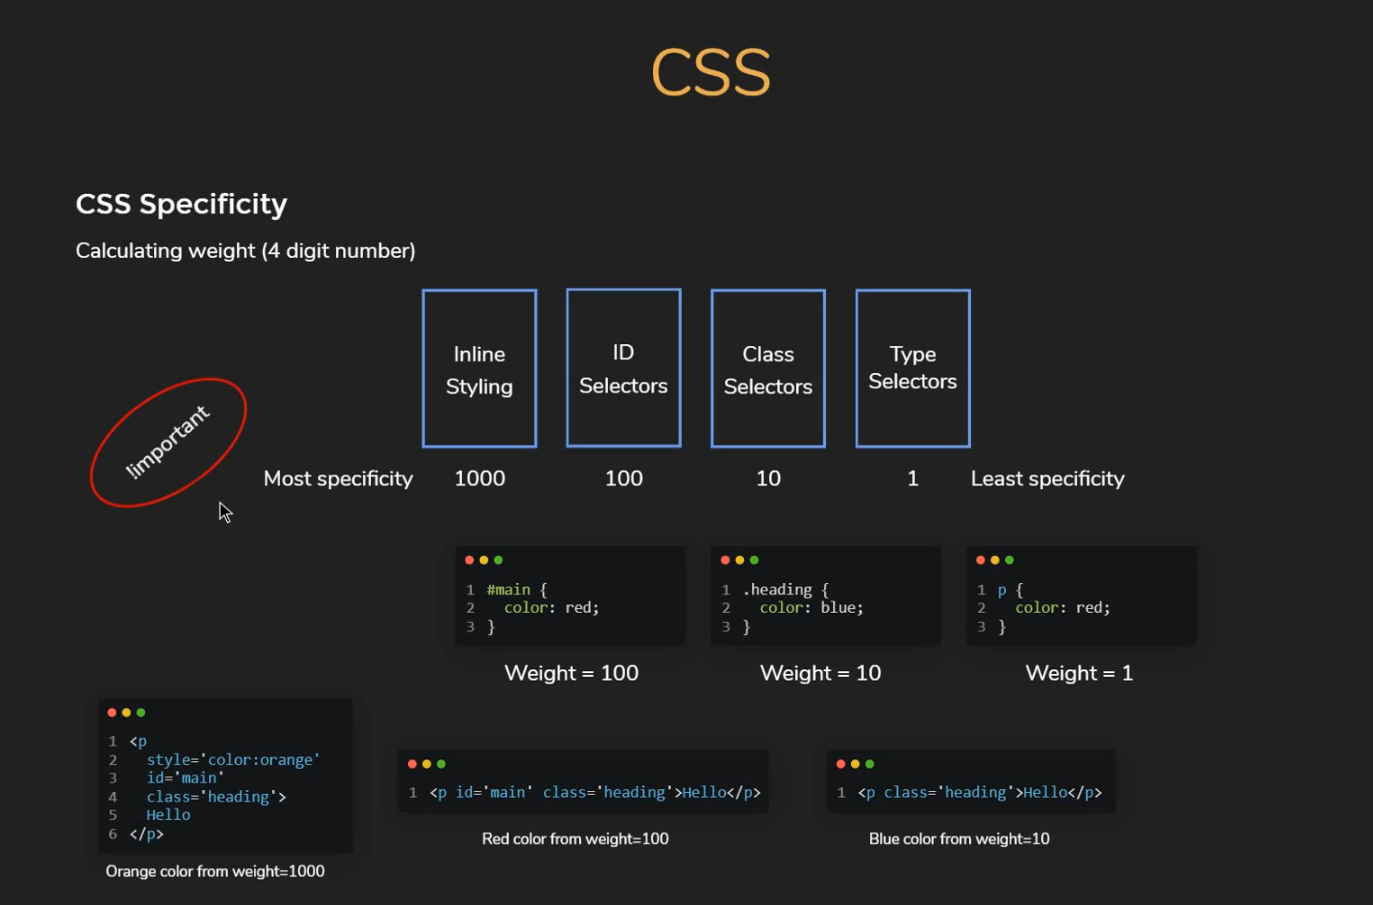 CSS
CSS Specificity
Calculating weight (4 digit number)
Inline
Styling
ID
Selectors
Class
Selectors
Type
Selectors
!important
Most specificity
1000
100
10
1
Least specificity
1 #main {
2   color: red;
3 }
Weight = 100
1 .heading {
2   color: blue;
3 }
Weight = 10
1 p {
2   color: red;
3 }
Weight = 1
1 <p
2   style='color:orange'
3   id='main'
4   class='heading'>
5   Hello
6 </p>
Orange color from weight=1000
1 <p id='main' class='heading'>Hello</p>
Red color from weight=100
1 <p class='heading'>Hello</p>
Blue color from weight=10